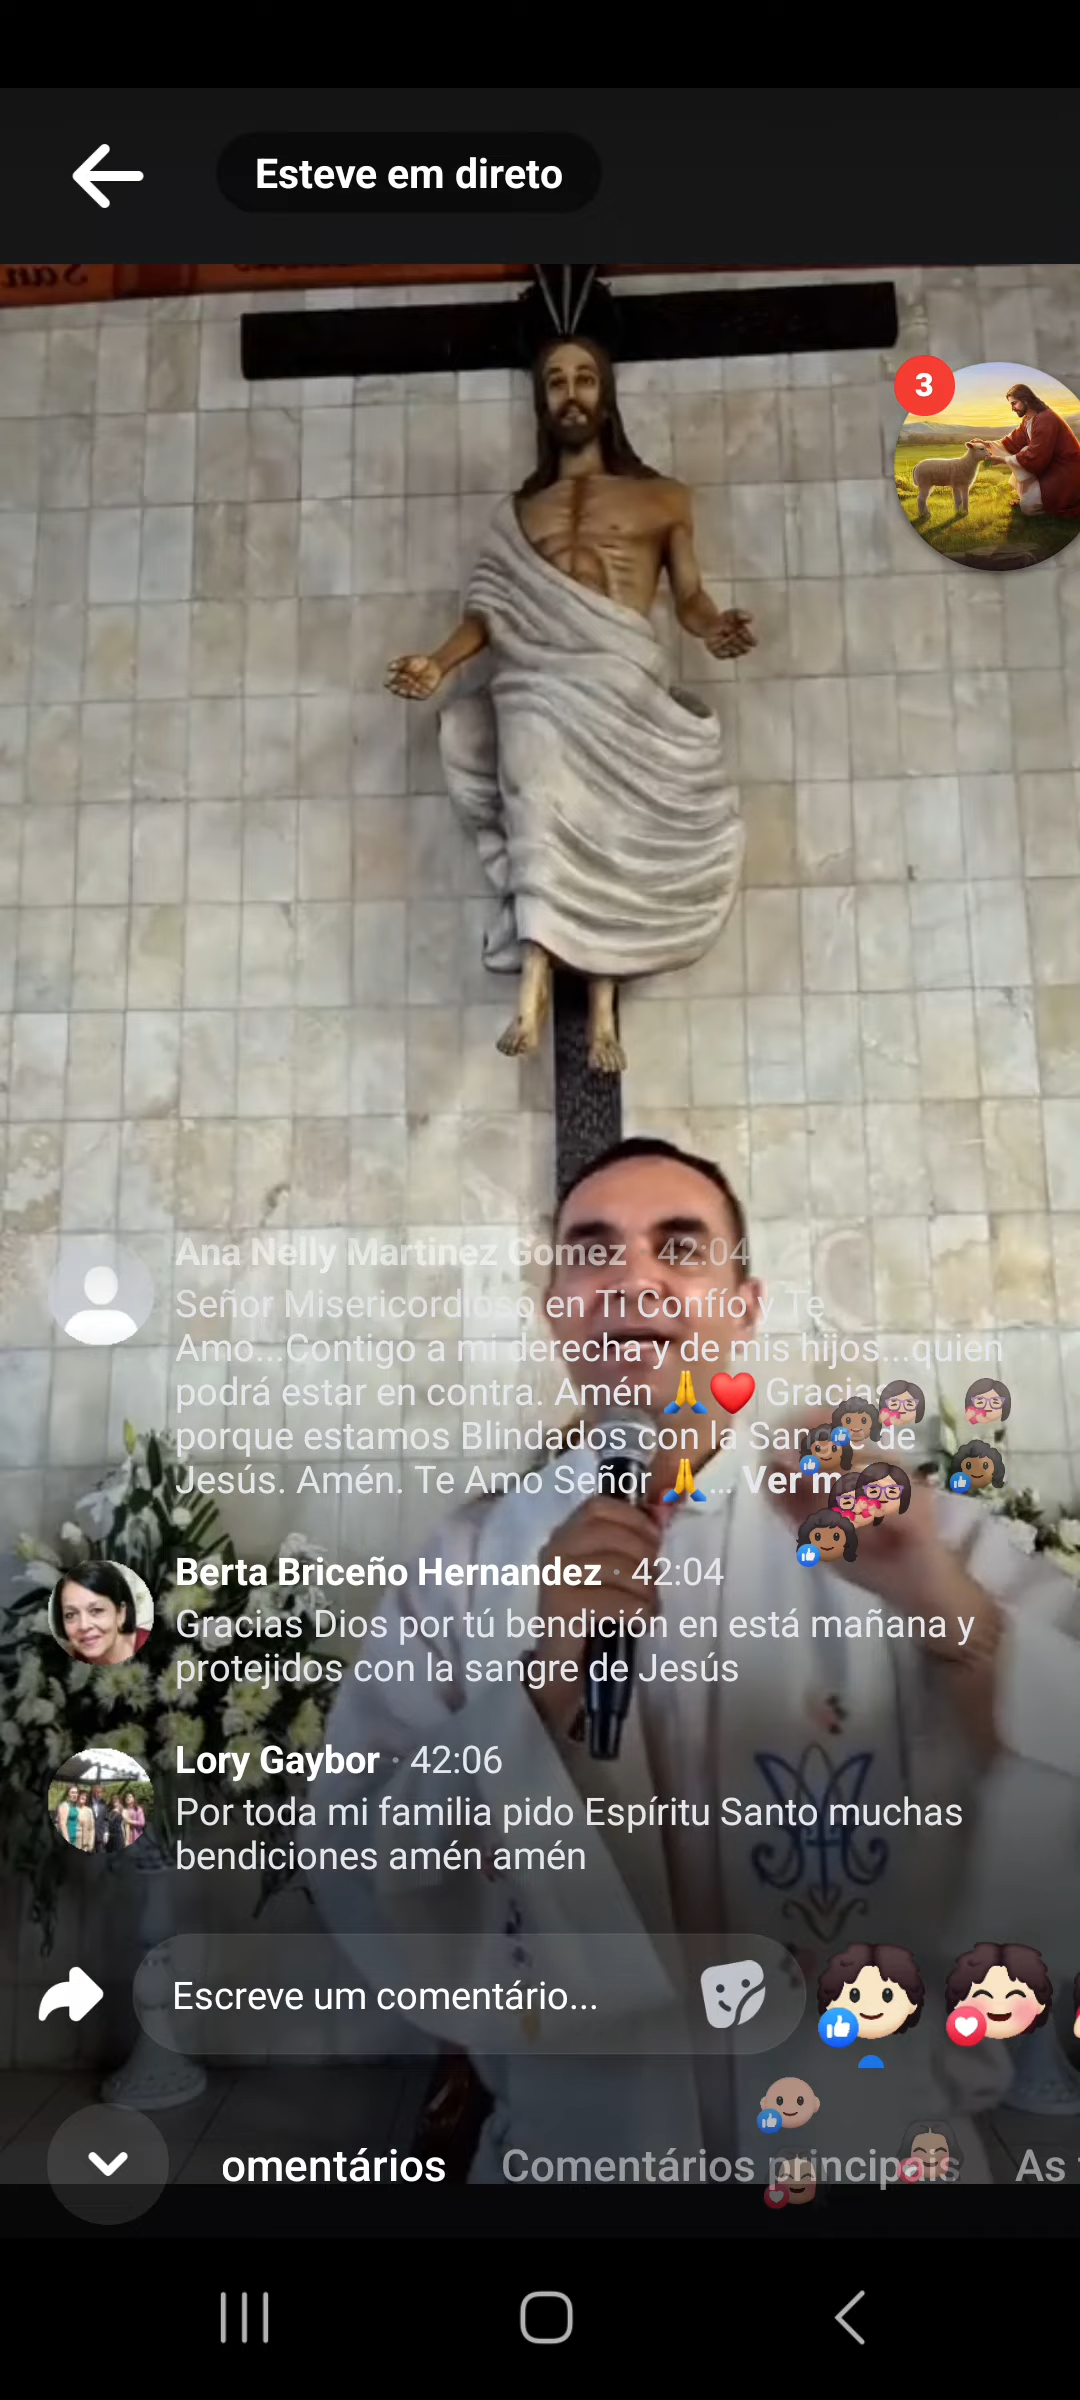 Esteve em direto
3
Ana Nelly Martinez Gomez · 42:04
Señor Misericordioso en Ti Confío y Te
Amo...Contigo a mi derecha y de mis hijos...quien
podrá estar en contra. Amén 🙏❤️ Gracias
porque estamos Blindados con la Sangre de
Jesús. Amén. Te Amo Señor 🙏... Ver
Berta Briceño Hernandez · 42:04
Gracias Dios por tú bendición en está mañana y
protejidos con la sangre de Jesús
Lory Gaybor · 42:06
Por toda mi familia pido Espíritu Santo muchas
bendiciones amén amén
Escreve um comentário...
omentários Comentários principais As